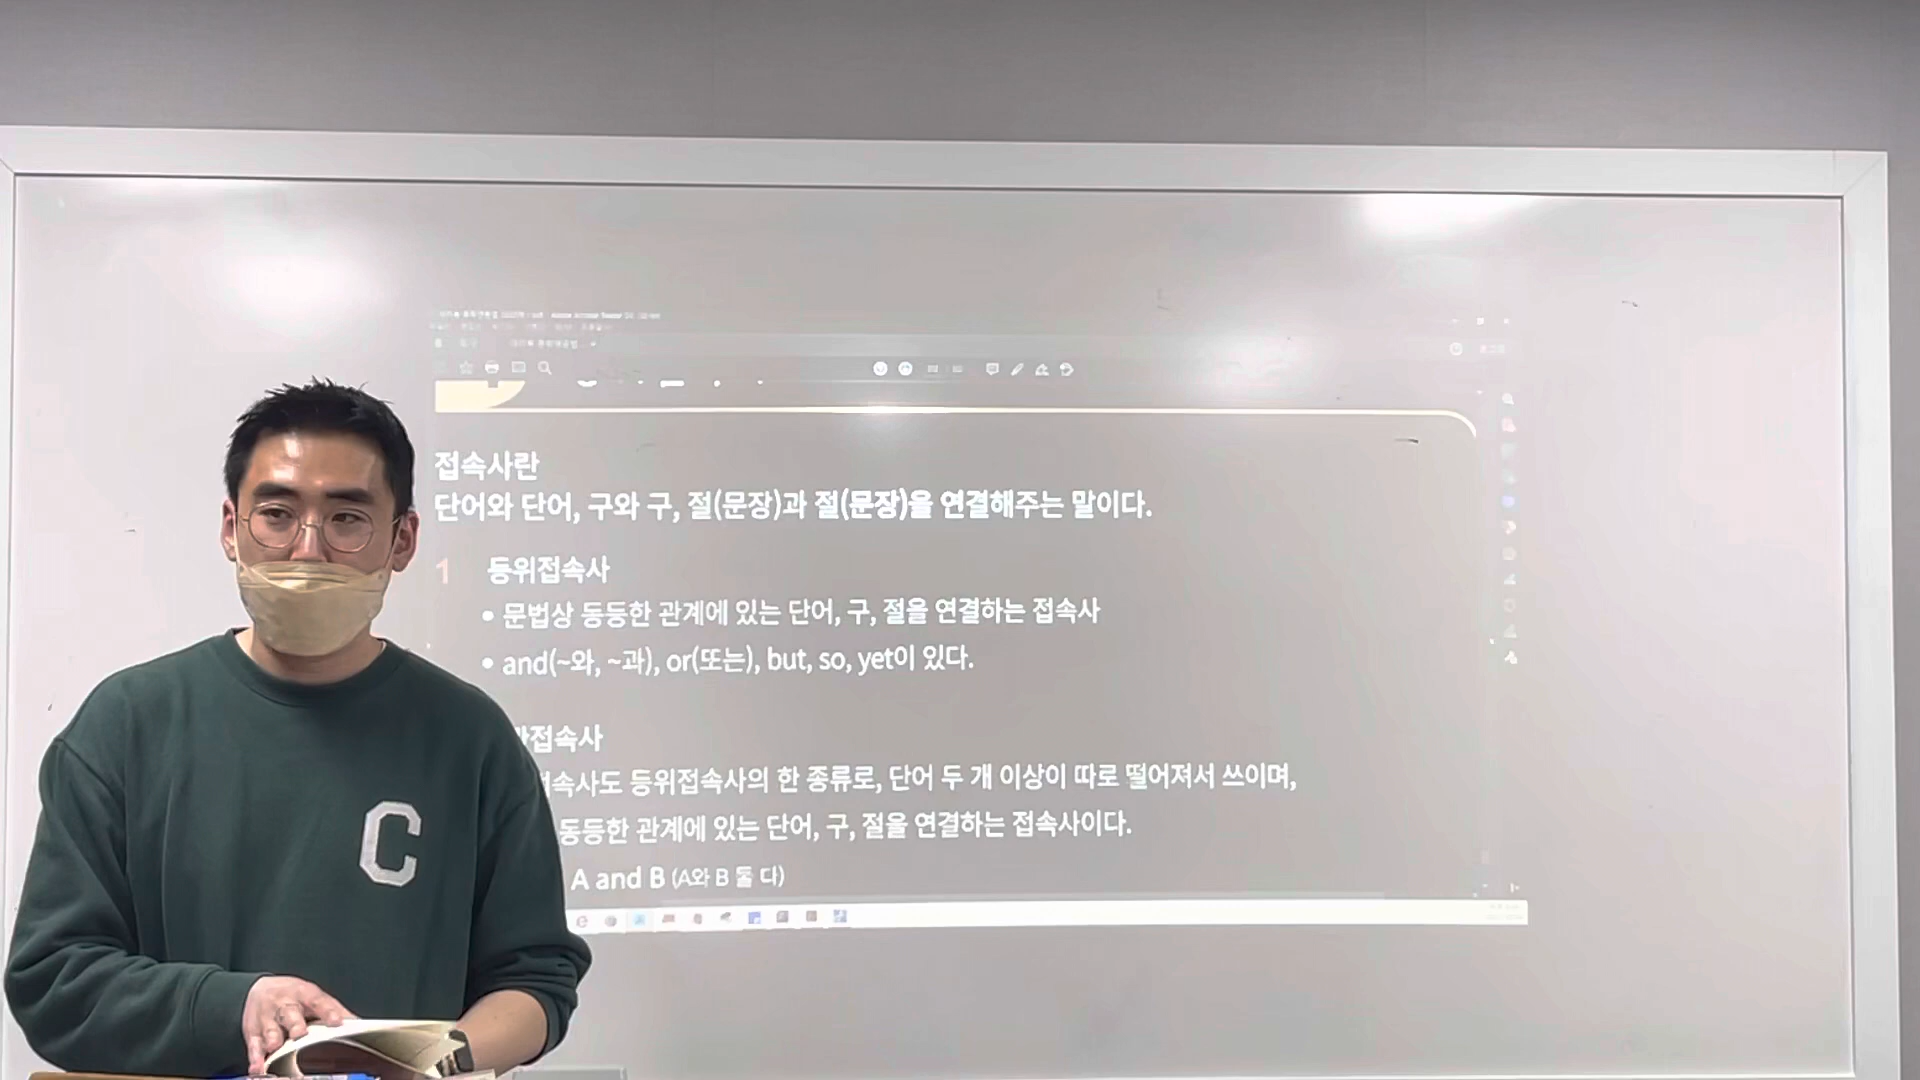 접속사란
단어와 단어, 구와 구, 절(문장)과 절(문장)을 연결해주는 말이다.
1 등위접속사
• 문법상 동등한 관계에 있는 단어, 구, 절을 연결하는 접속사
• and(~와, ~과), or(또는), but, so, yet이 있다.
접속사
접속사도 등위접속사의 한 종류로, 단어 두 개 이상이 따로 떨어져서 쓰이며,
동등한 관계에 있는 단어, 구, 절을 연결하는 접속사이다.
A and B (A와 B 둘 다)
C